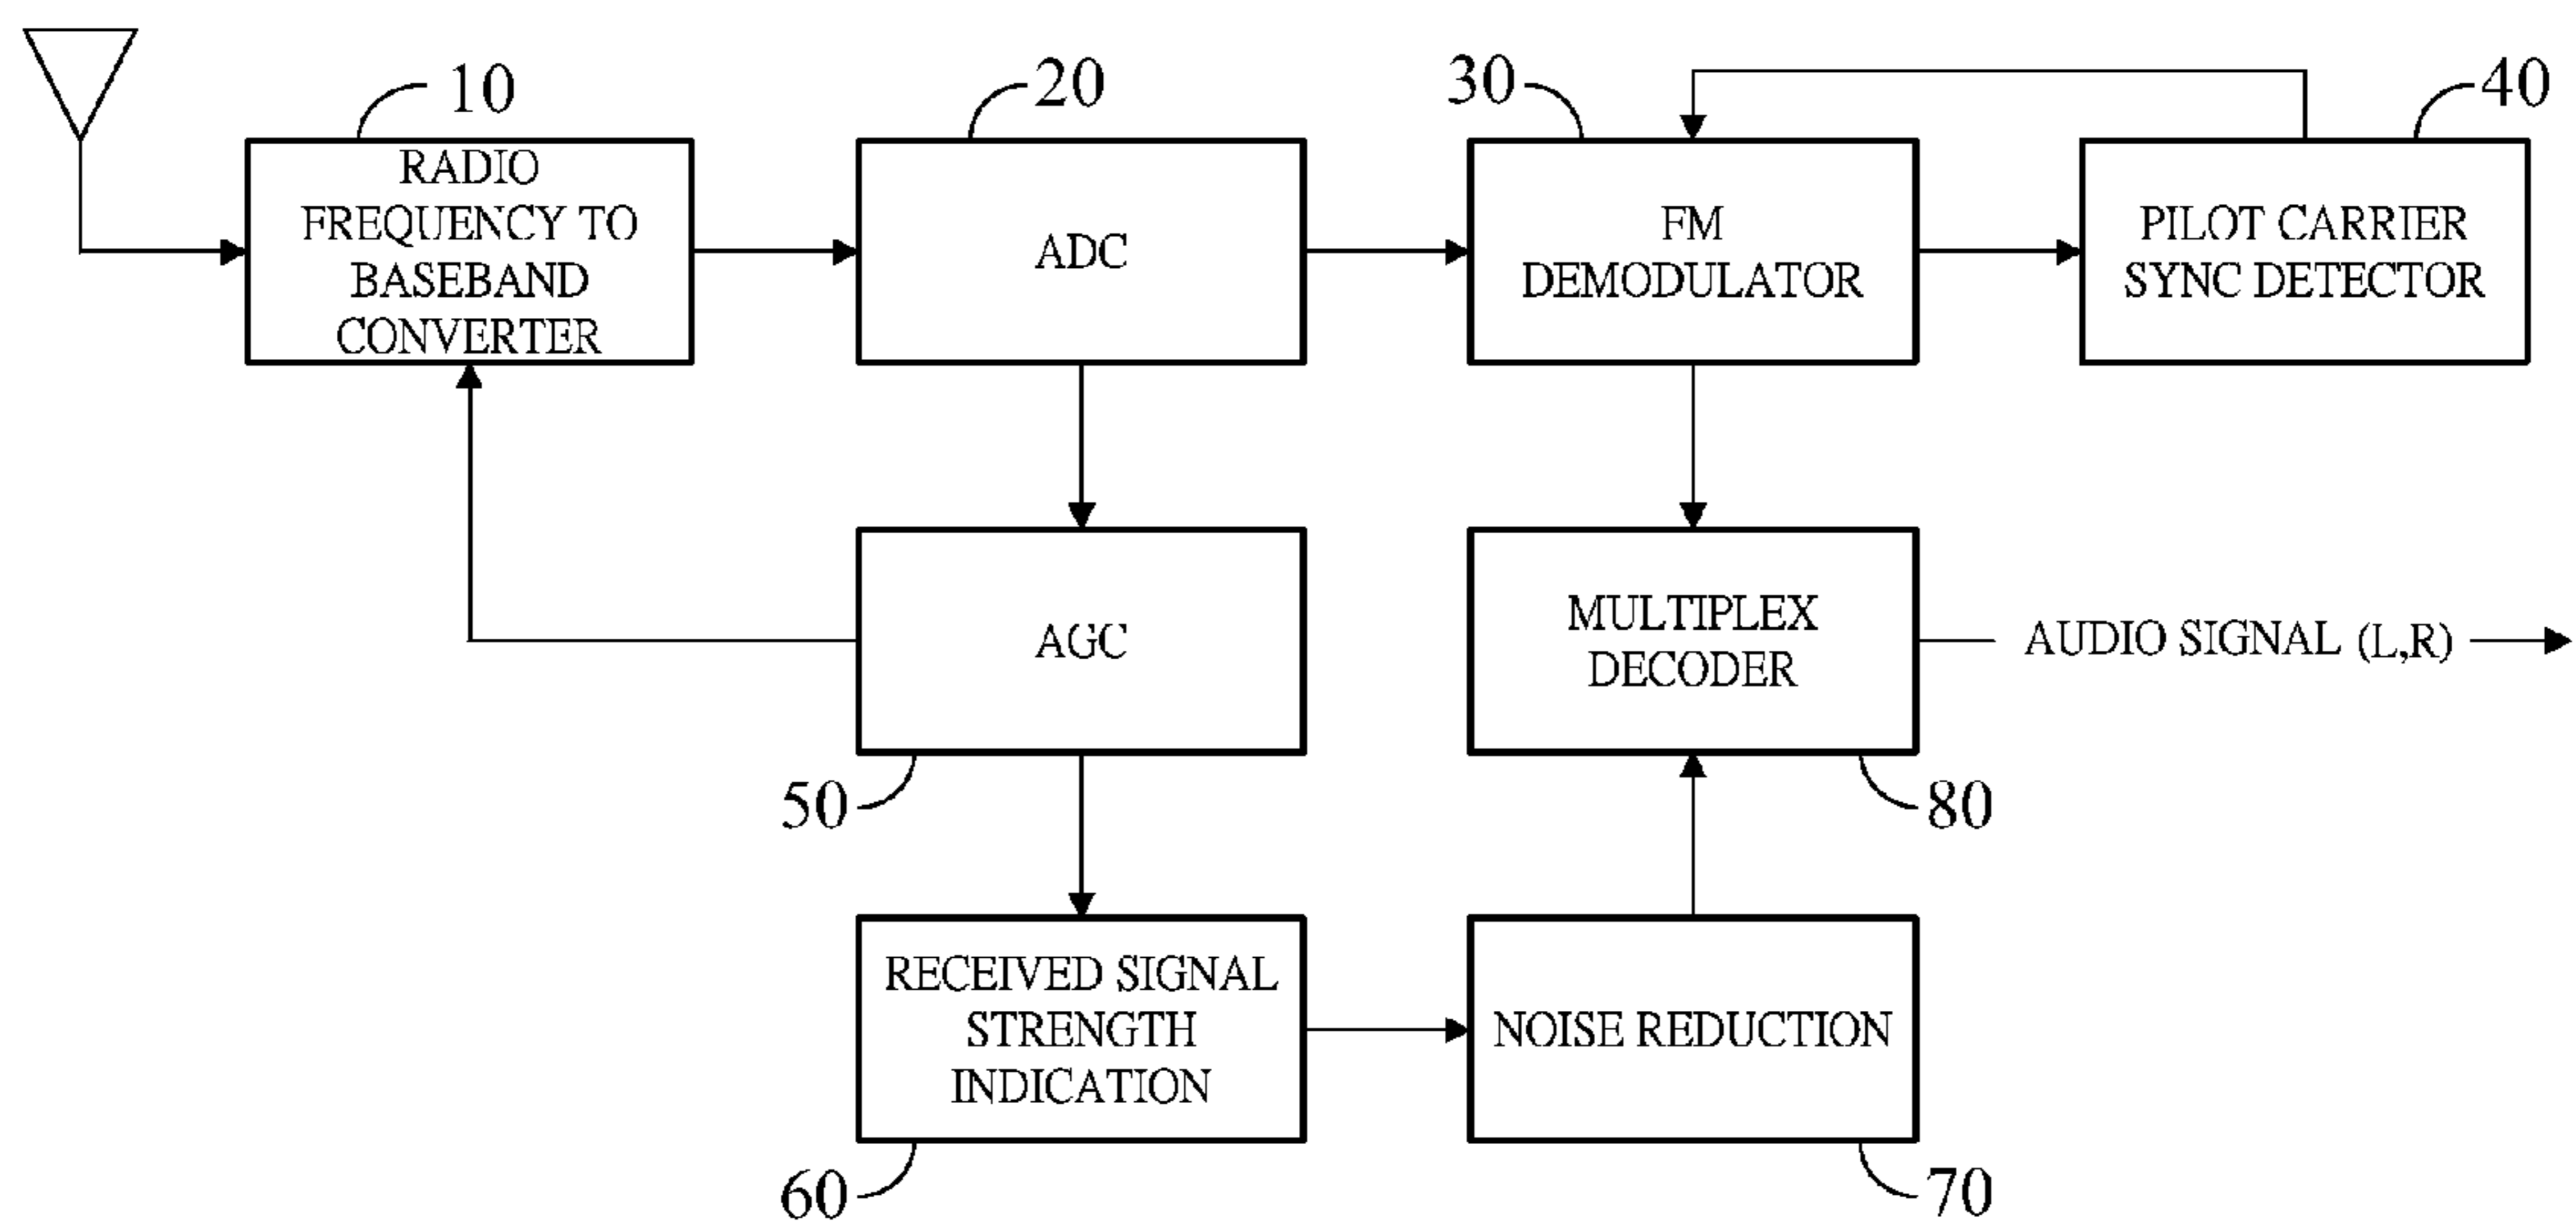 10
20
30
40
RADIO
FREQUENCY TO
BASEBAND
CONVERTER
ADC
FM
DEMODULATOR
PILOT CARRIER
SYNC DETECTOR
AGC
MULTIPLEX
DECODER
AUDIO SIGNAL (L,R)
50
80
RECEIVED SIGNAL
STRENGTH
INDICATION
NOISE REDUCTION
60
70